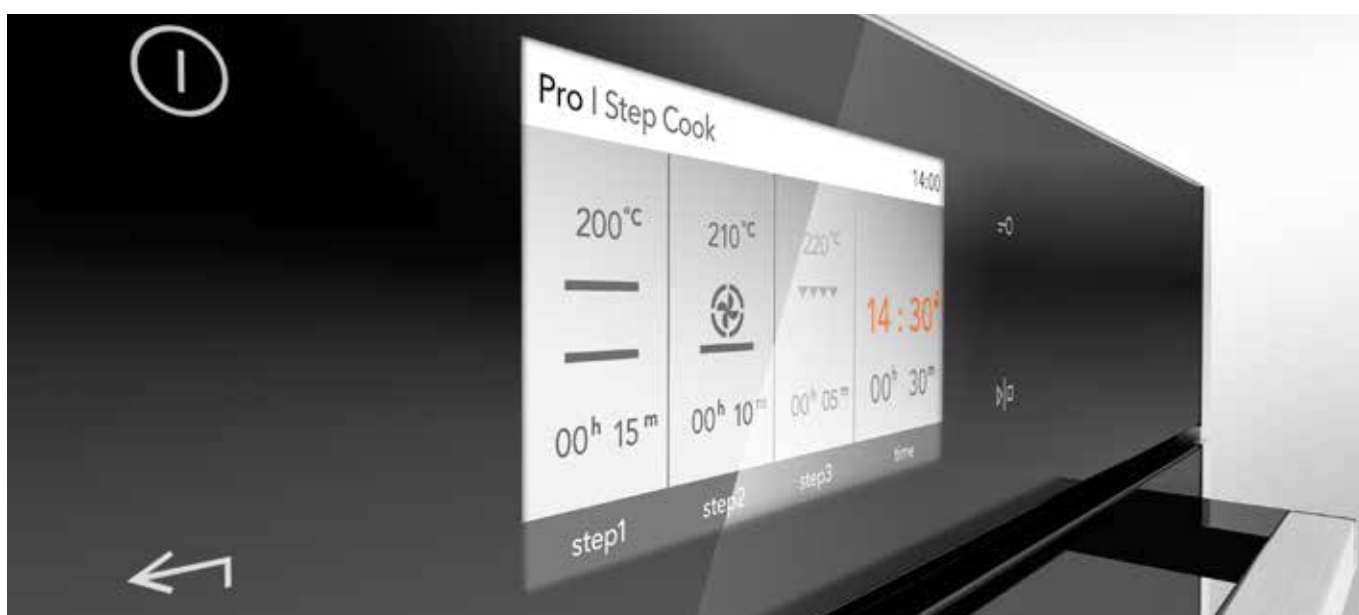 Pro | Step Cook
14:00
200°C
210°C
220°C
14 : 30
00h 15m
00h 10m
00h 05m
00h 30m
step1
step2
step3
time